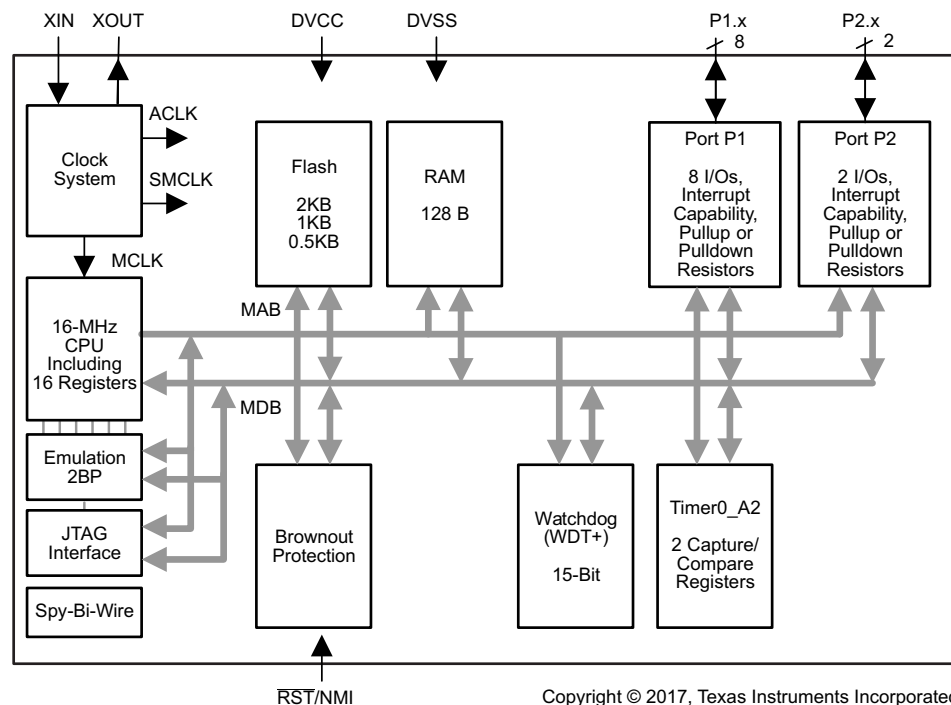 XIN
XOUT
DVCC
DVSS
P1.x
8
P2.x
2
Clock
System
ACLK
SMCLK
MCLK
Flash
2KB
1KB
0.5KB
RAM
128 B
Port P1
8 I/Os,
Interrupt
Capability,
Pullup or
Pulldown
Resistors
Port P2
2 I/Os,
Interrupt
Capability,
Pullup or
Pulldown
Resistors
16-MHz
CPU
Including
16 Registers
MAB
MDB
Emulation
2BP
JTAG
Interface
Spy-Bi-Wire
Brownout
Protection
Watchdog
(WDT+)
15-Bit
Timer0_A2
2 Capture/
Compare
Registers
RST/NMI
Copyright © 2017, Texas Instruments Incorporated